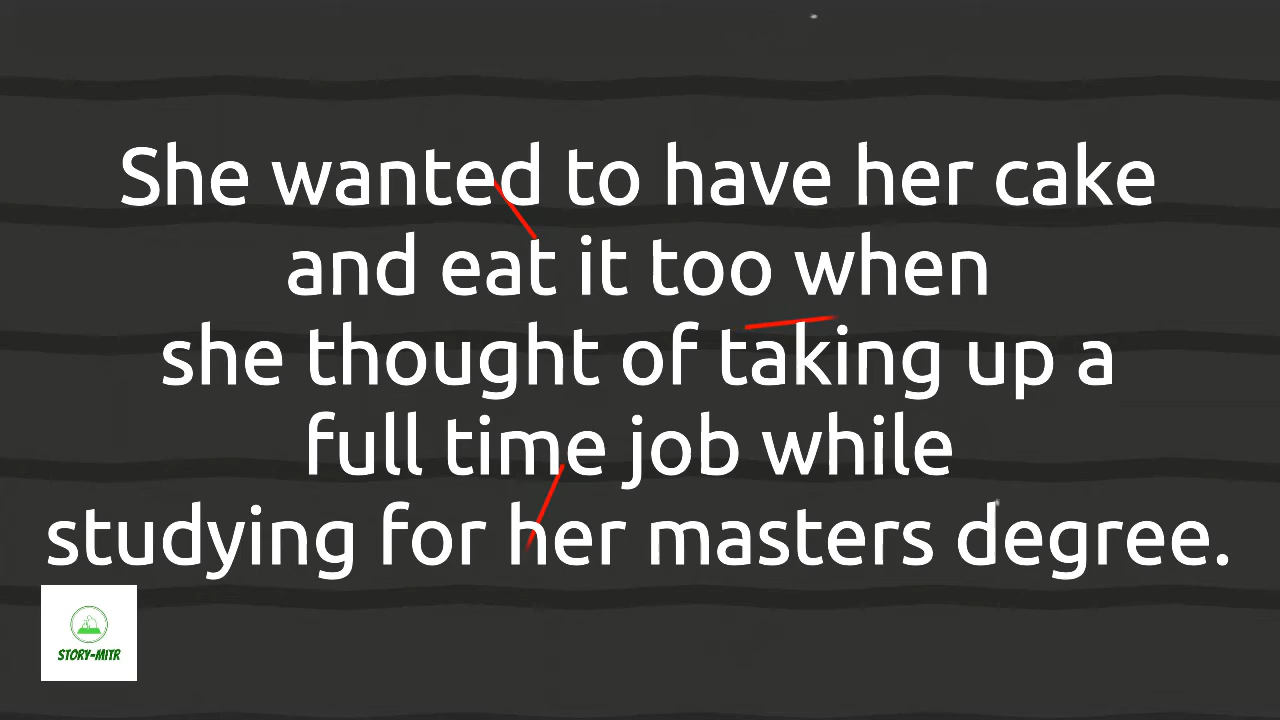 She wanted to have her cake
and eat it too when
she thought of taking up a
full time job while
studying for her masters degree.
STORY-MITR